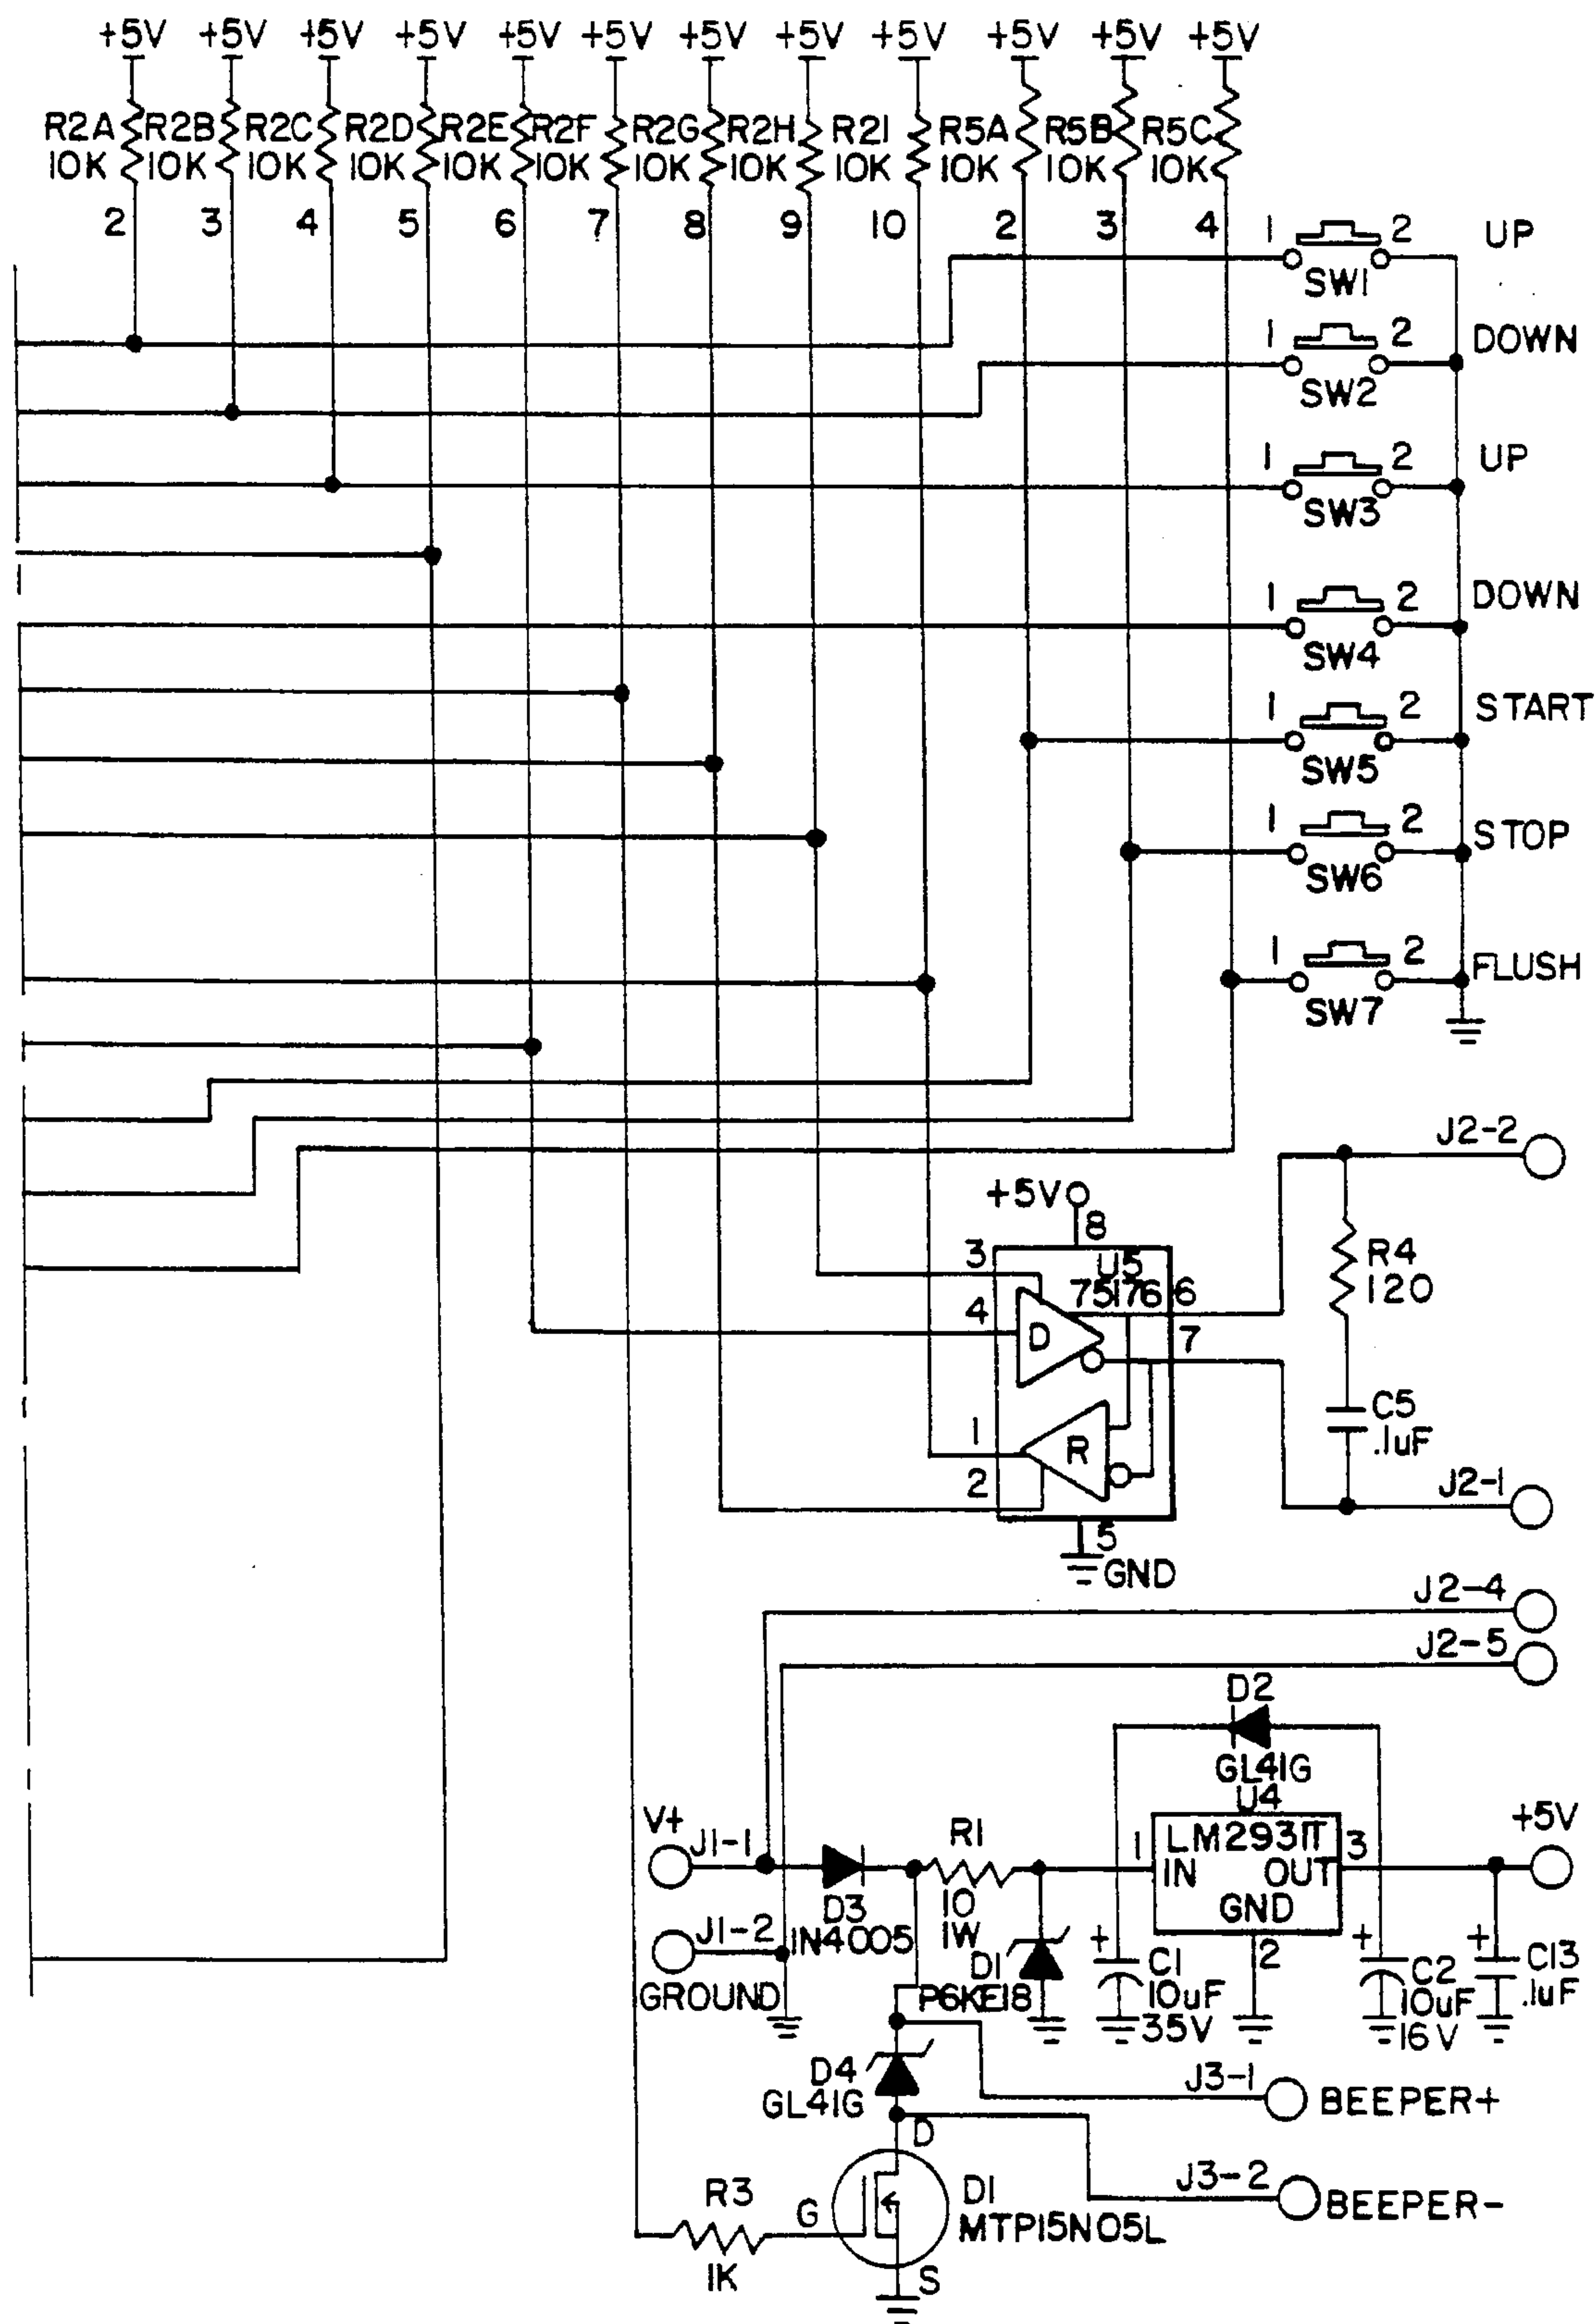 +5V +5V +5V +5V +5V +5V +5V +5V +5V +5V +5V +5V
R2A R2B R2C R2D R2E R2F R2G R2H R2I R5A R5B R5C
10K 10K 10K 10K 10K 10K 10K 10K 10K 10K 10K 10K
2 3 4 5 6 7 8 9 10 2 3 4
1 2 UP
SW1
1 2 DOWN
SW2
1 2 UP
SW3
1 2 DOWN
SW4
1 2 START
SW5
1 2 STOP
SW6
1 2 FLUSH
SW7
J2-2
+5V
8
3 U5
75176 6
4 D 7
R4
120
C5
.1uF
1 R
2
J2-1
5
GND
J2-4
J2-5
D2
GL41G
U4
V+ J1-1
R1
1 LM2931T 3
IN OUT
GND
+5V
D3
1N4005
10
1W
J1-2
GROUND
D1
P6KE18
+ C1
10uF
35V
2
+ C2
10uF
16V
+ C13
.1uF
D4
GL41G
J3-1 BEEPER+
D
R3
1K
G
D1
MTP15N05L
S
J3-2 BEEPER-